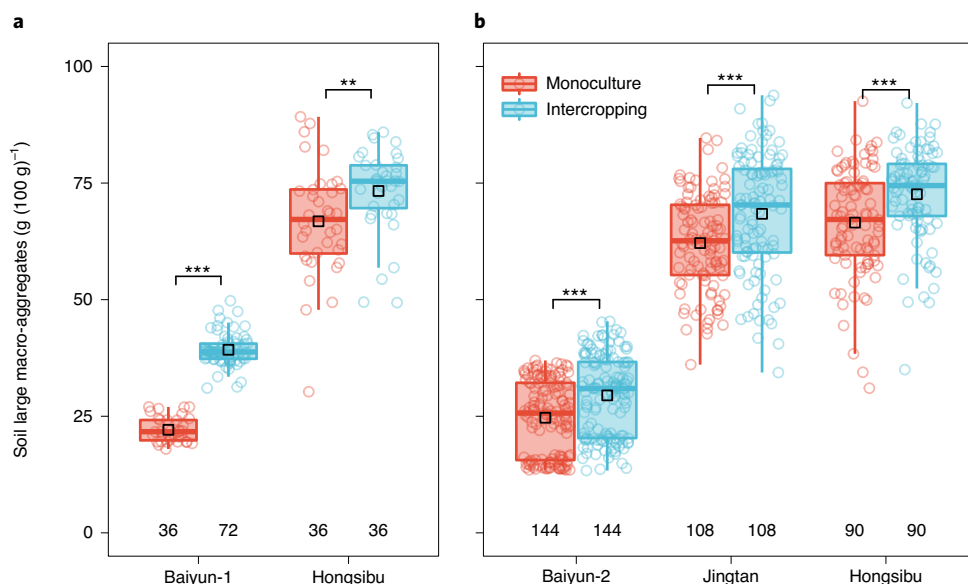 a
b
Soil large macro-aggregates (g (100 g)⁻¹)
100
75
50
25
0
***
**
36
72
36
36
Baiyun-1
Hongsibu
Monoculture
Intercropping
***
***
***
144
144
108
108
90
90
Baiyun-2
Jingtan
Hongsibu